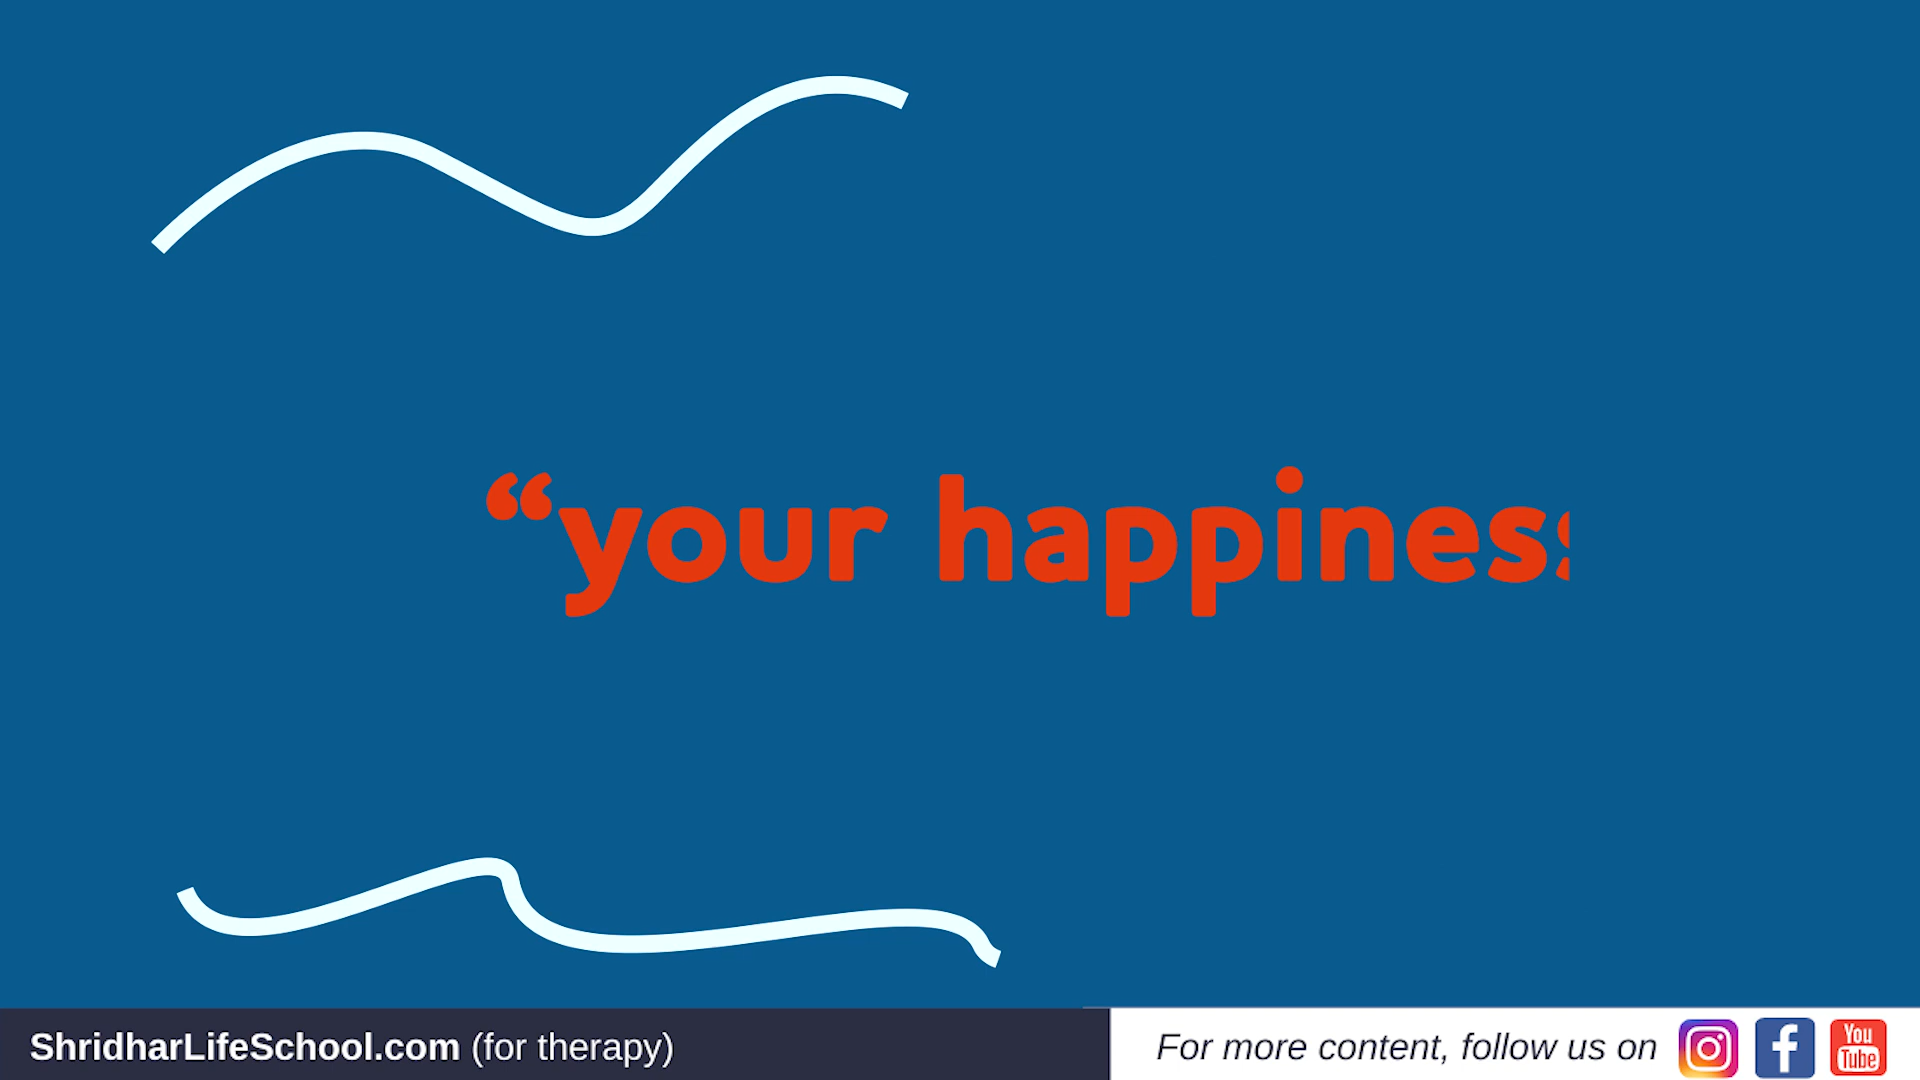 “your happines
ShridharLifeSchool.com (for therapy)
For more content, follow us on
You
Tube